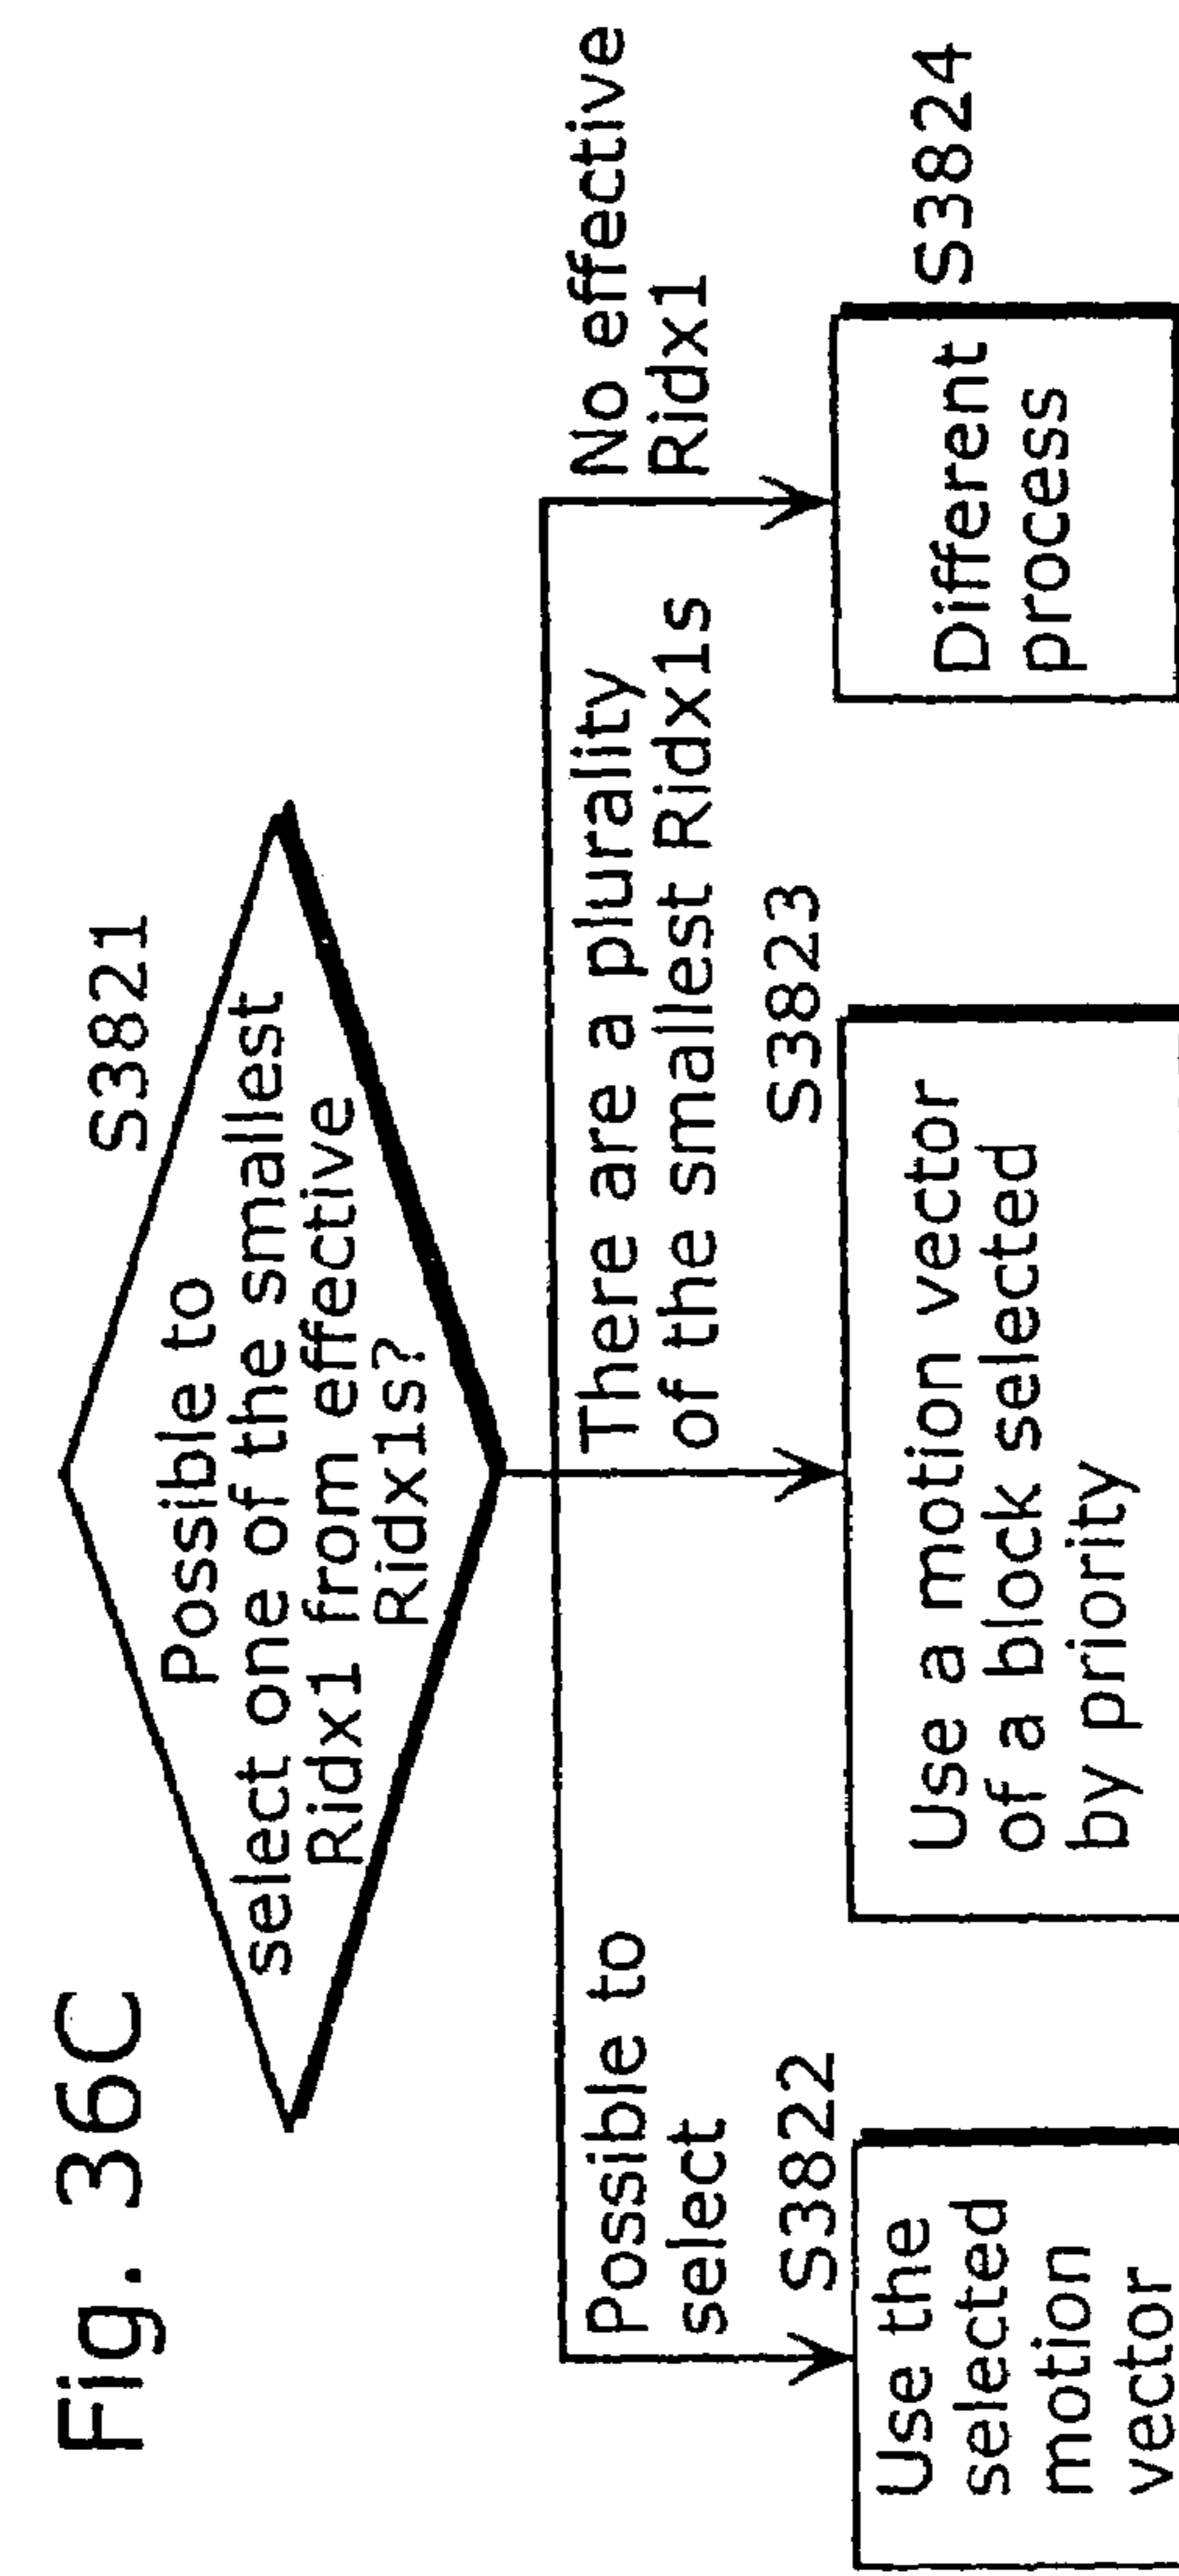 Fig. 36C
S3821
Possible to
select one of the smallest
Ridx1 from effective
Ridx1s?
Possible to
select
There are a plurality
of the smallest Ridx1s
No effective
Ridx1
S3822
Use the
selected
motion
vector
S3823
Use a motion vector
of a block selected
by priority
S3824
Different
process